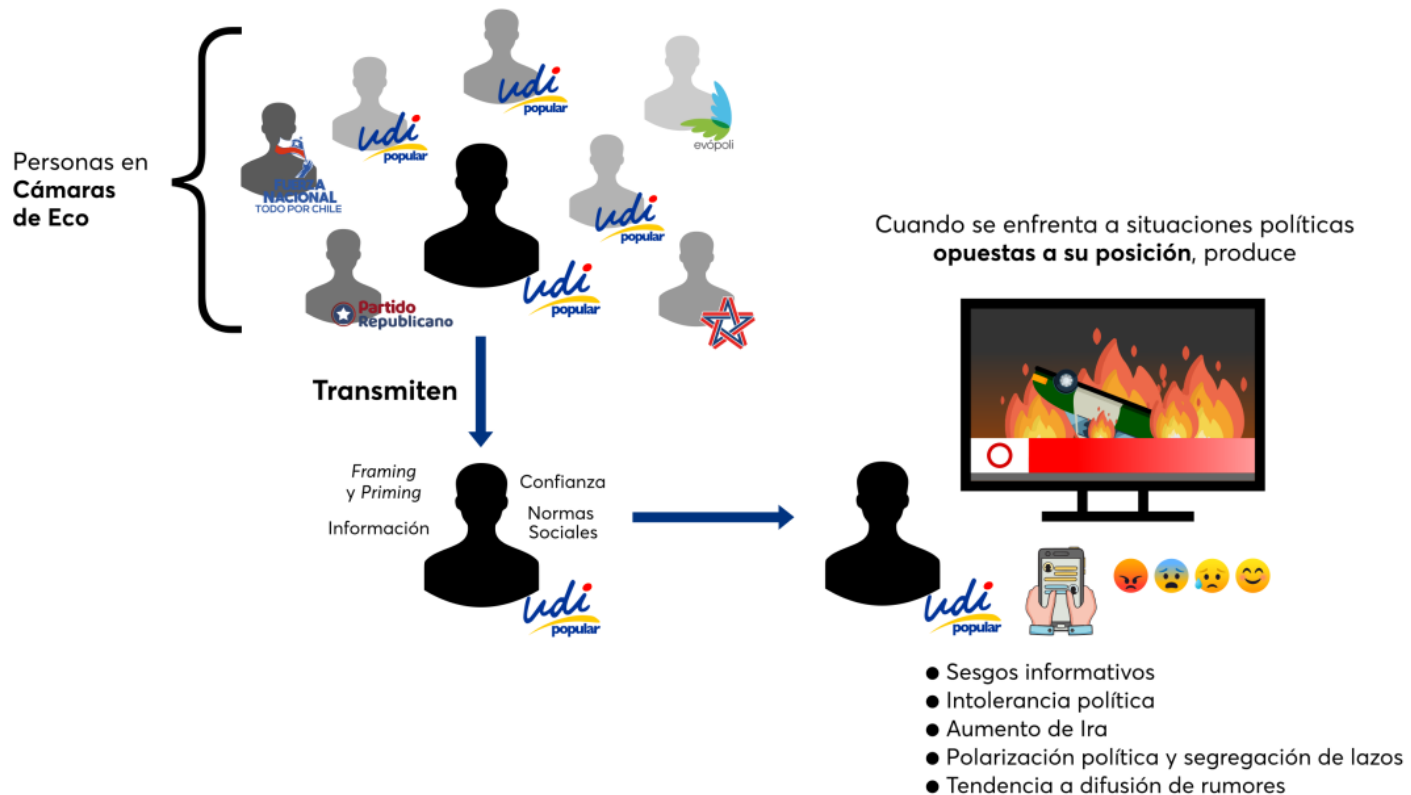 Personas en
Cámaras
de Eco
udi
popular
udi
popular
evópoli
FUERZA
NACIONAL
TODO POR CHILE
udi
popular
udi
popular
Partido
Republicano
Transmiten
Framing
y Priming
Información
Confianza
Normas
Sociales
udi
popular
Cuando se enfrenta a situaciones políticas
opuestas a su posición, produce
udi
popular
● Sesgos informativos
● Intolerancia política
● Aumento de Ira
● Polarización política y segregación de lazos
● Tendencia a difusión de rumores